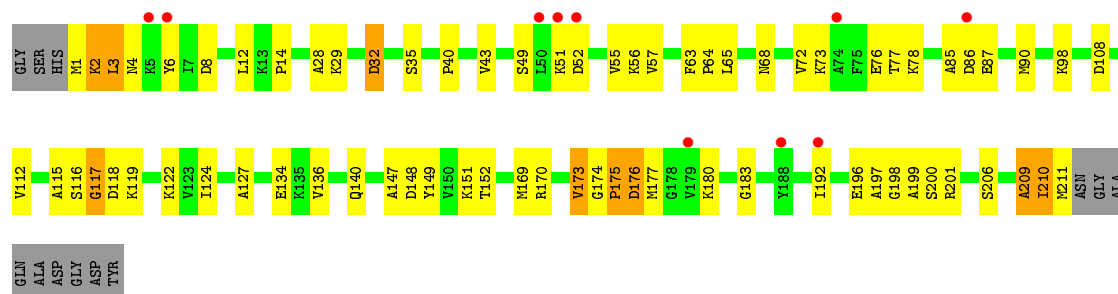 GLY SER HIS M1 K2 L3 N4 K5 Y6 I7 D8 L12 K13 P14 A28 K29 D32 S35 P40 V43 S49 L50 K51 D52 V55 K56 V57 F63 P64 L65 N68 V72 K73 A74 F75 E76 T77 K78 A85 D86 E87 M90 K98 D108
V112 A115 S116 G117 D118 K119 K122 V123 I124 A127 E134 K135 V136 Q140 A147 D148 Y149 V150 K151 T152 M169 R170 V173 G174 P175 D176 M177 G178 V179 K180 G183 Y188 I192 E196 A197 G198 A199 S200 R201 S206 A209 I210 M211 ASN GLY ALA
GLN ALA ASP GLY ASP TYR